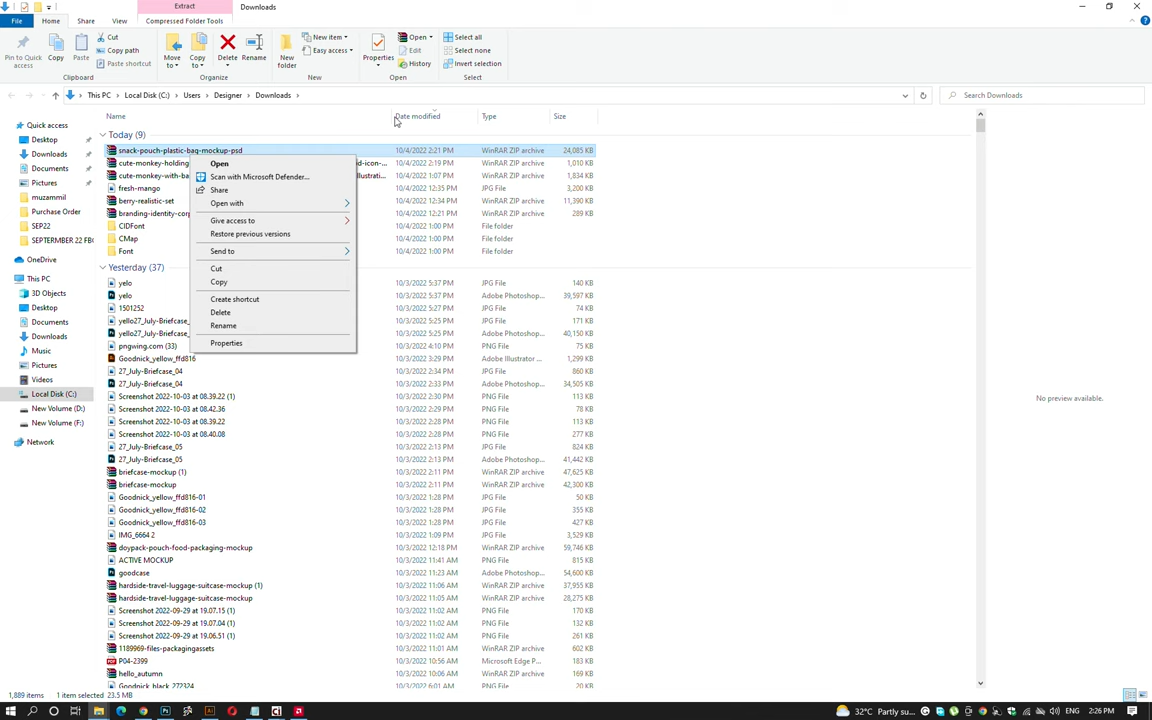 Extract Downloads
File Home Share View Compressed Folder Tools
Pin to Quick access Copy Paste Cut Copy path Paste shortcut Move to Copy to Delete Rename New folder New item Easy access Properties Open Edit History Select all Select none Invert selection
Clipboard Organize New Open Select
This PC Local Disk (C:) Users Designer Downloads Search Downloads
Name Date modified Type Size
Quick access
Desktop
Downloads
Documents
Pictures
muzammil
Purchase Order
SEP22
SEPTERMBER 22 FBC
OneDrive
This PC
3D Objects
Desktop
Documents
Downloads
Music
Pictures
Videos
Local Disk (C:)
New Volume (D:)
New Volume (F:)
Network
Today (9)
snack-pouch-plastic-bag-mockup-psd 10/4/2022 2:21 PM WinRAR ZIP archive 24,085 KB
cute-monkey-holding- id-icon-... 10/4/2022 2:19 PM WinRAR ZIP archive 1,010 KB
cute-monkey-with-ba illustrati... 10/4/2022 1:07 PM WinRAR ZIP archive 1,834 KB
fresh-mango 10/4/2022 12:35 PM JPG File 3,200 KB
berry-realistic-set 10/4/2022 12:34 PM WinRAR ZIP archive 11,390 KB
branding-identity-corp 10/4/2022 12:21 PM WinRAR ZIP archive 289 KB
CIDFont 10/4/2022 1:00 PM File folder
CMap 10/4/2022 1:00 PM File folder
Font 10/4/2022 1:00 PM File folder
Yesterday (37)
yelo 10/3/2022 5:37 PM JPG File 140 KB
yelo 10/3/2022 5:37 PM Adobe Photoshop... 39,597 KB
1501252 10/3/2022 5:27 PM JPG File 74 KB
yello27_July-Briefcase_ 10/3/2022 5:25 PM JPG File 171 KB
yello27_July-Briefcase_ 10/3/2022 5:25 PM Adobe Photoshop... 40,150 KB
pngwing.com (33) 10/3/2022 4:10 PM PNG File 75 KB
Goodnick_yellow_ffd816 10/3/2022 3:29 PM Adobe Illustrator ... 1,299 KB
27_July-Briefcase_04 10/3/2022 2:34 PM JPG File 860 KB
27_July-Briefcase_04 10/3/2022 2:33 PM Adobe Photoshop... 34,505 KB
Screenshot 2022-10-03 at 08.39.22 (1) 10/3/2022 2:30 PM PNG File 113 KB
Screenshot 2022-10-03 at 08.42.36 10/3/2022 2:29 PM PNG File 78 KB
Screenshot 2022-10-03 at 08.39.22 10/3/2022 2:28 PM PNG File 113 KB
Screenshot 2022-10-03 at 08.40.08 10/3/2022 2:28 PM PNG File 277 KB
27_July-Briefcase_05 10/3/2022 2:13 PM JPG File 824 KB
27_July-Briefcase_05 10/3/2022 2:13 PM Adobe Photoshop... 41,442 KB
briefcase-mockup (1) 10/3/2022 2:11 PM WinRAR ZIP archive 47,625 KB
briefcase-mockup 10/3/2022 2:11 PM WinRAR ZIP archive 42,300 KB
Goodnick_yellow_ffd816-01 10/3/2022 1:28 PM JPG File 50 KB
Goodnick_yellow_ffd816-02 10/3/2022 1:28 PM JPG File 355 KB
Goodnick_yellow_ffd816-03 10/3/2022 1:28 PM JPG File 427 KB
IMG_6664 2 10/3/2022 1:09 PM JPG File 3,529 KB
doypack-pouch-food-packaging-mockup 10/3/2022 12:18 PM WinRAR ZIP archive 59,746 KB
ACTIVE MOCKUP 10/3/2022 11:41 AM PNG File 815 KB
goodcase 10/3/2022 11:23 AM Adobe Photoshop... 54,600 KB
hardside-travel-luggage-suitcase-mockup (1) 10/3/2022 11:06 AM WinRAR ZIP archive 37,955 KB
hardside-travel-luggage-suitcase-mockup 10/3/2022 11:05 AM WinRAR ZIP archive 28,275 KB
Screenshot 2022-09-29 at 19.07.15 (1) 10/3/2022 11:02 AM PNG File 170 KB
Screenshot 2022-09-29 at 19.07.04 (1) 10/3/2022 11:02 AM PNG File 132 KB
Screenshot 2022-09-29 at 19.06.51 (1) 10/3/2022 11:02 AM PNG File 261 KB
1189969-files-packagingassets 10/3/2022 11:01 AM WinRAR ZIP archive 602 KB
P04-2399 10/3/2022 10:56 AM Microsoft Edge P... 183 KB
hello_autumn 10/3/2022 10:06 AM WinRAR ZIP archive 169 KB
Goodnick_black_272324 10/3/2022 6:01 AM PNG File 20 KB
Open
Scan with Microsoft Defender...
Share
Open with
Give access to
Restore previous versions
Send to
Cut
Copy
Create shortcut
Delete
Rename
Properties
No preview available.
1,889 items 1 item selected 23.5 MB
32°C Partly su... ENG 2:26 PM